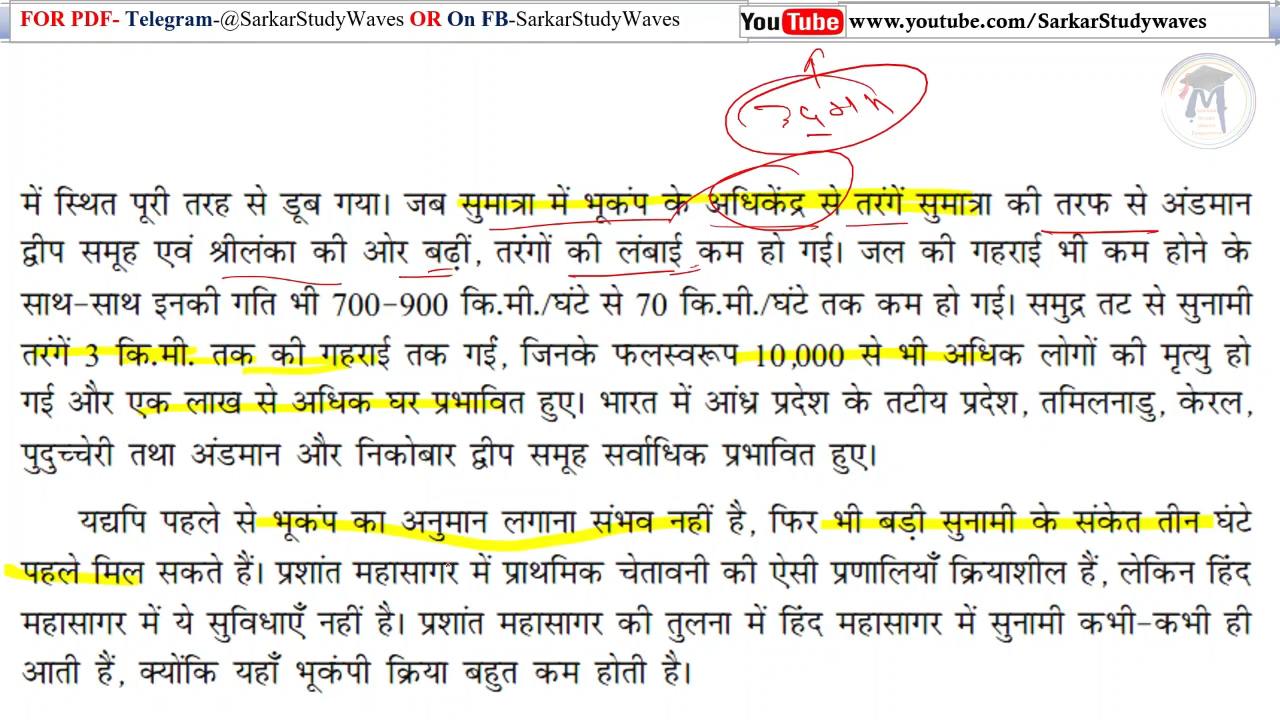 FOR PDF- Telegram-@SarkarStudyWaves OR On FB-SarkarStudyWaves
YouTube www.youtube.com/SarkarStudywaves
उद्गम
M
में स्थित पूरी तरह से डूब गया। जब सुमात्रा में भूकंप के अधिकेंद्र से तरंगें सुमात्रा की तरफ से अंडमान
द्वीप समूह एवं श्रीलंका की ओर बढ़ीं, तरंगों की लंबाई कम हो गई। जल की गहराई भी कम होने के
साथ-साथ इनकी गति भी 700-900 कि.मी./घंटे से 70 कि.मी./घंटे तक कम हो गई। समुद्र तट से सुनामी
तरंगें 3 कि.मी. तक की गहराई तक गईं, जिनके फलस्वरूप 10,000 से भी अधिक लोगों की मृत्यु हो
गई और एक लाख से अधिक घर प्रभावित हुए। भारत में आंध्र प्रदेश के तटीय प्रदेश, तमिलनाडु, केरल,
पुदुच्चेरी तथा अंडमान और निकोबार द्वीप समूह सर्वाधिक प्रभावित हुए।
यद्यपि पहले से भूकंप का अनुमान लगाना संभव नहीं है, फिर भी बड़ी सुनामी के संकेत तीन घंटे
पहले मिल सकते हैं। प्रशांत महासागर में प्राथमिक चेतावनी की ऐसी प्रणालियाँ क्रियाशील हैं, लेकिन हिंद
महासागर में ये सुविधाएँ नहीं है। प्रशांत महासागर की तुलना में हिंद महासागर में सुनामी कभी-कभी ही
आती हैं, क्योंकि यहाँ भूकंपी क्रिया बहुत कम होती है।